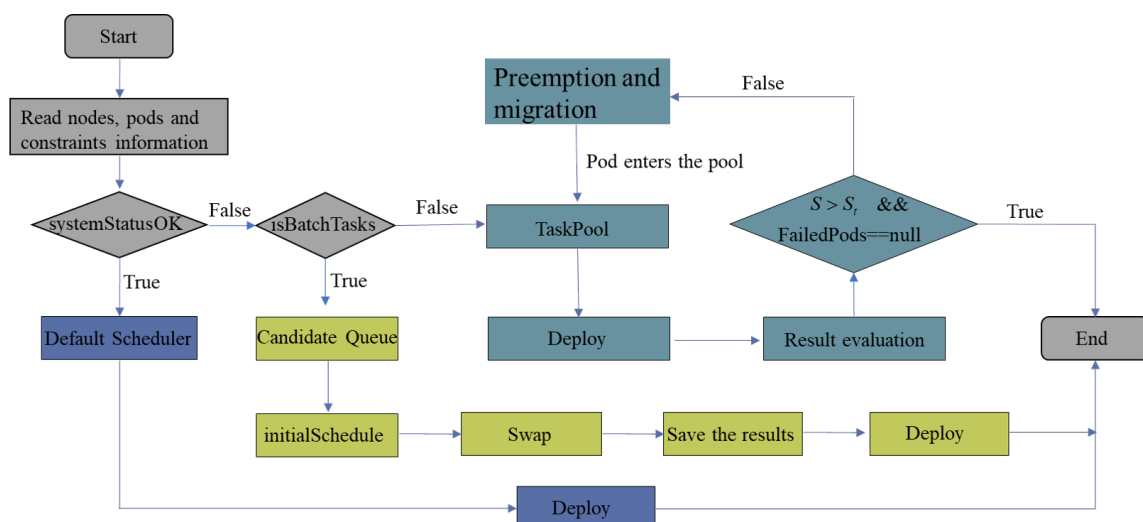 Start
Read nodes, pods and
constraints information
systemStatusOK
False
isBatchTasks
False
True
True
Default Scheduler
Candidate Queue
initialSchedule
Swap
Save the results
Deploy
Deploy
Preemption and
migration
Pod enters the pool
TaskPool
Deploy
Result evaluation
S > St &&
FailedPods==null
False
True
End